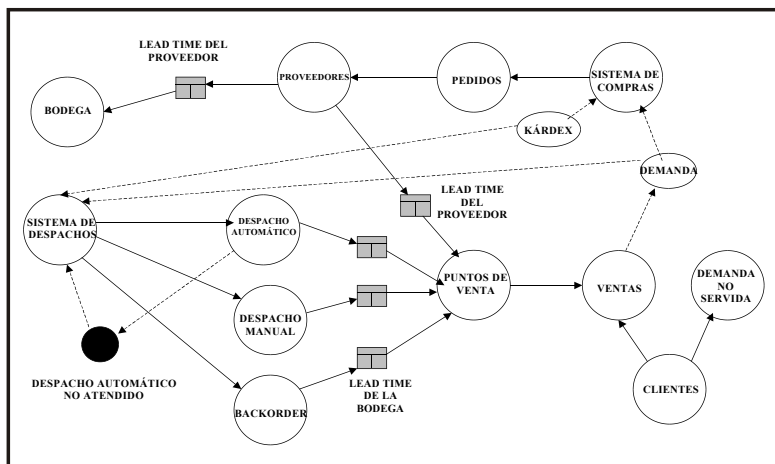 LEAD TIME DEL
PROVEEDOR
PROVEEDORES
PEDIDOS
SISTEMA DE
COMPRAS
BODEGA
KÁRDEX
DEMANDA
LEAD TIME
DEL
PROVEEDOR
SISTEMA DE
DESPACHOS
DESPACHO
AUTOMÁTICO
PUNTOS DE
VENTA
VENTAS
DEMANDA
NO
SERVIDA
DESPACHO
MANUAL
DESPACHO AUTOMÁTICO
NO ATENDIDO
LEAD TIME
DE LA
BODEGA
BACKORDER
CLIENTES